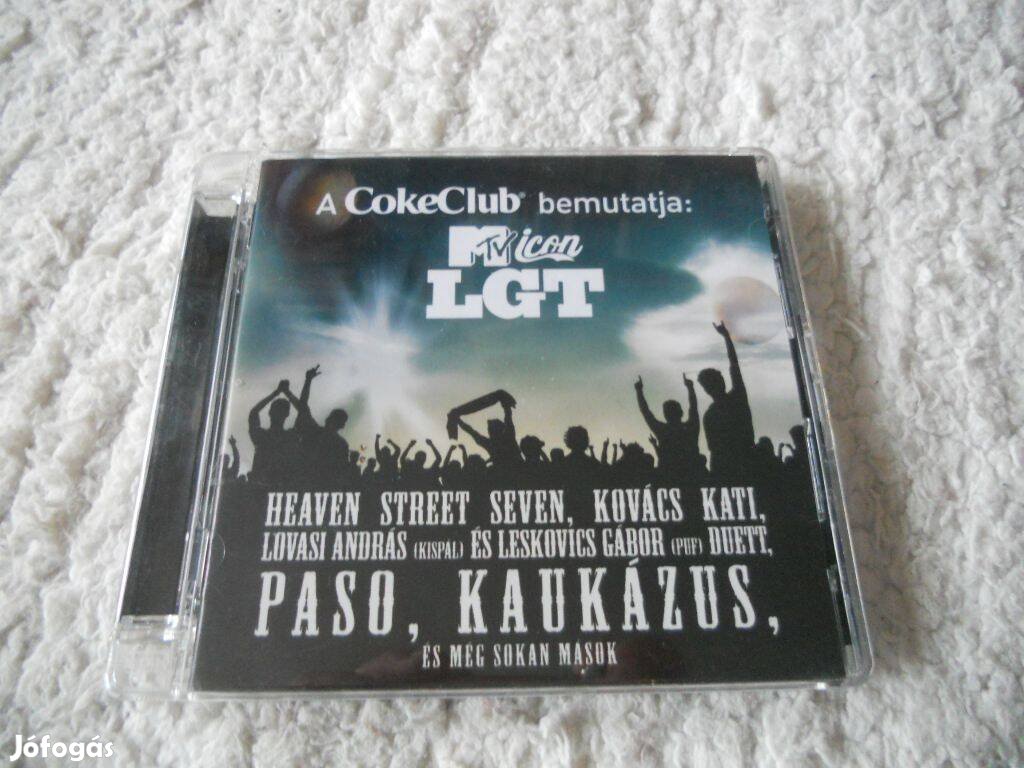 A CokeClub® bemutatja:
MTV icon
LGT
HEAVEN STREET SEVEN, KOVÁCS KATI,
LOVASI ANDRÁS (KISPÁL) ÉS LESKOVICS GÁBOR (PUF) DUETT,
PASO, KAUKÁZUS,
ÉS MÉG SOKAN MÁSOK
Jófogás